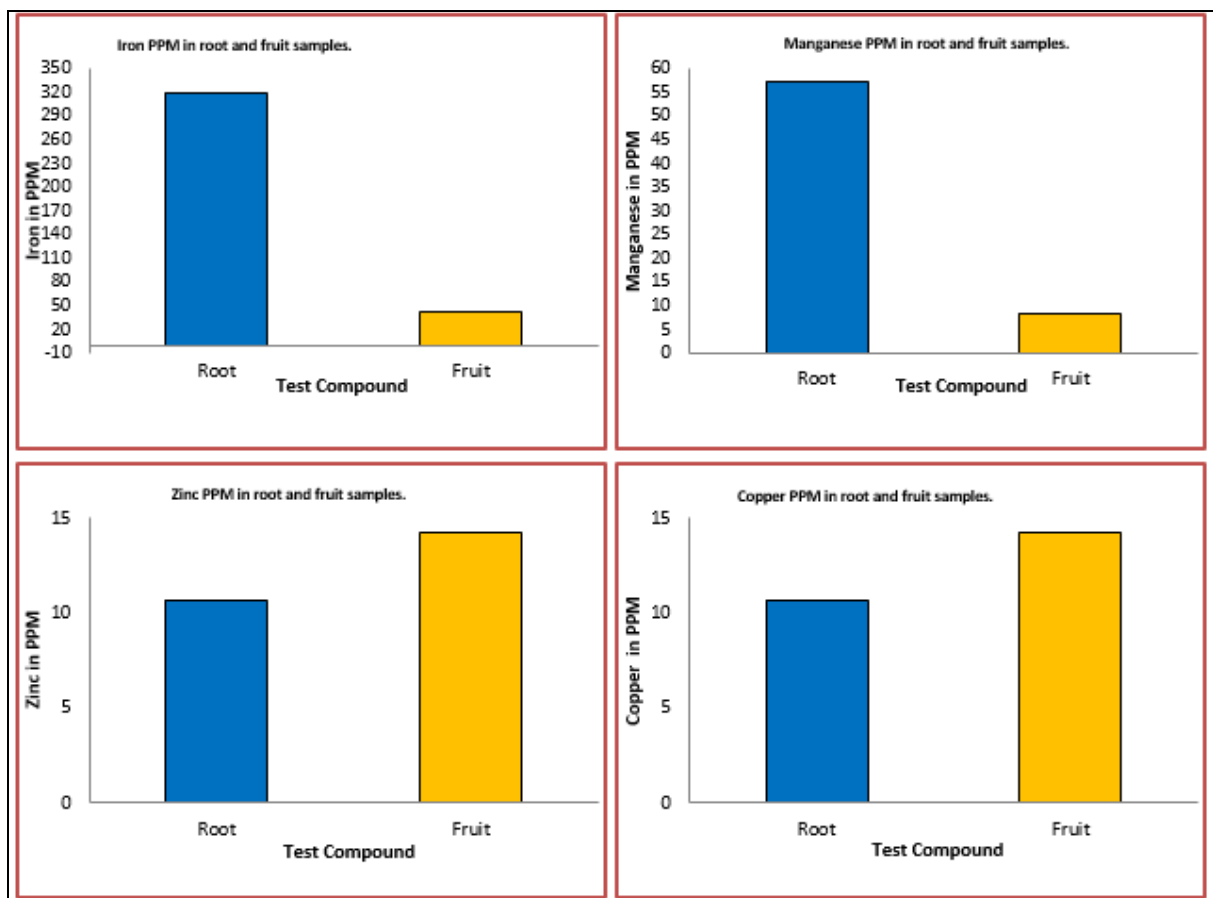 Iron PPM in root and fruit samples.
350
320
290
260
230
200
170
140
110
80
50
20
-10
Iron in PPM
Root
Fruit
Test Compound
Manganese PPM in root and fruit samples.
60
55
50
45
40
35
30
25
20
15
10
5
0
Manganese in PPM
Root
Fruit
Test Compound
Zinc PPM in root and fruit samples.
15
10
5
0
Zinc in PPM
Root
Fruit
Test Compound
Copper PPM in root and fruit samples.
15
10
5
0
Copper in PPM
Root
Fruit
Test Compound